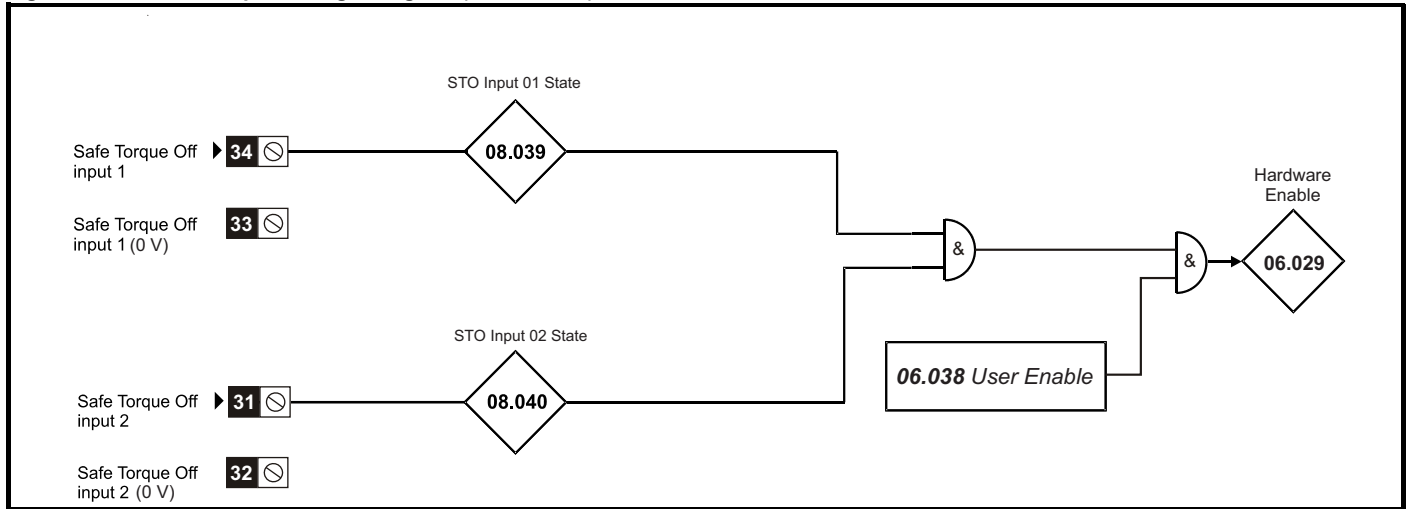 STO Input 01 State
Safe Torque Off
input 1
34
08.039
Safe Torque Off
input 1 (0 V)
33
&
&
Hardware
Enable
06.029
STO Input 02 State
06.038 User Enable
Safe Torque Off
input 2
31
08.040
Safe Torque Off
input 2 (0 V)
32